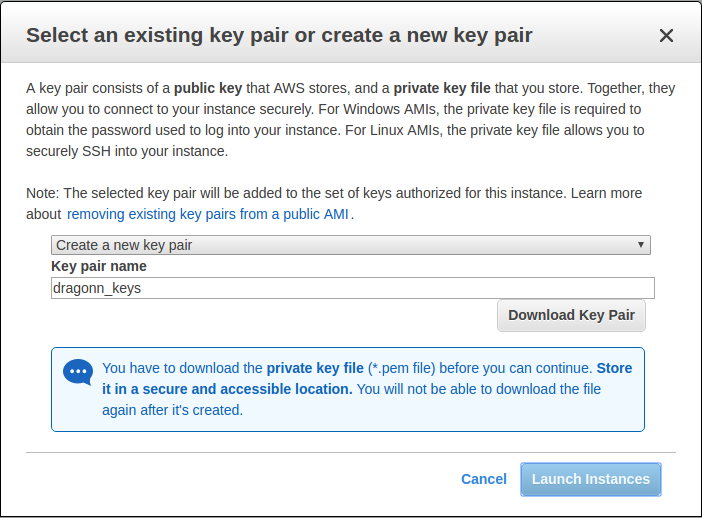 Select an existing key pair or create a new key pair
A key pair consists of a public key that AWS stores, and a private key file that you store. Together, they
allow you to connect to your instance securely. For Windows AMIs, the private key file is required to
obtain the password used to log into your instance. For Linux AMIs, the private key file allows you to
securely SSH into your instance.
Note: The selected key pair will be added to the set of keys authorized for this instance. Learn more
about removing existing key pairs from a public AMI.
Create a new key pair
Key pair name
dragonn_keys
Download Key Pair
You have to download the private key file (*.pem file) before you can continue. Store
it in a secure and accessible location. You will not be able to download the file
again after it's created.
Cancel Launch Instances